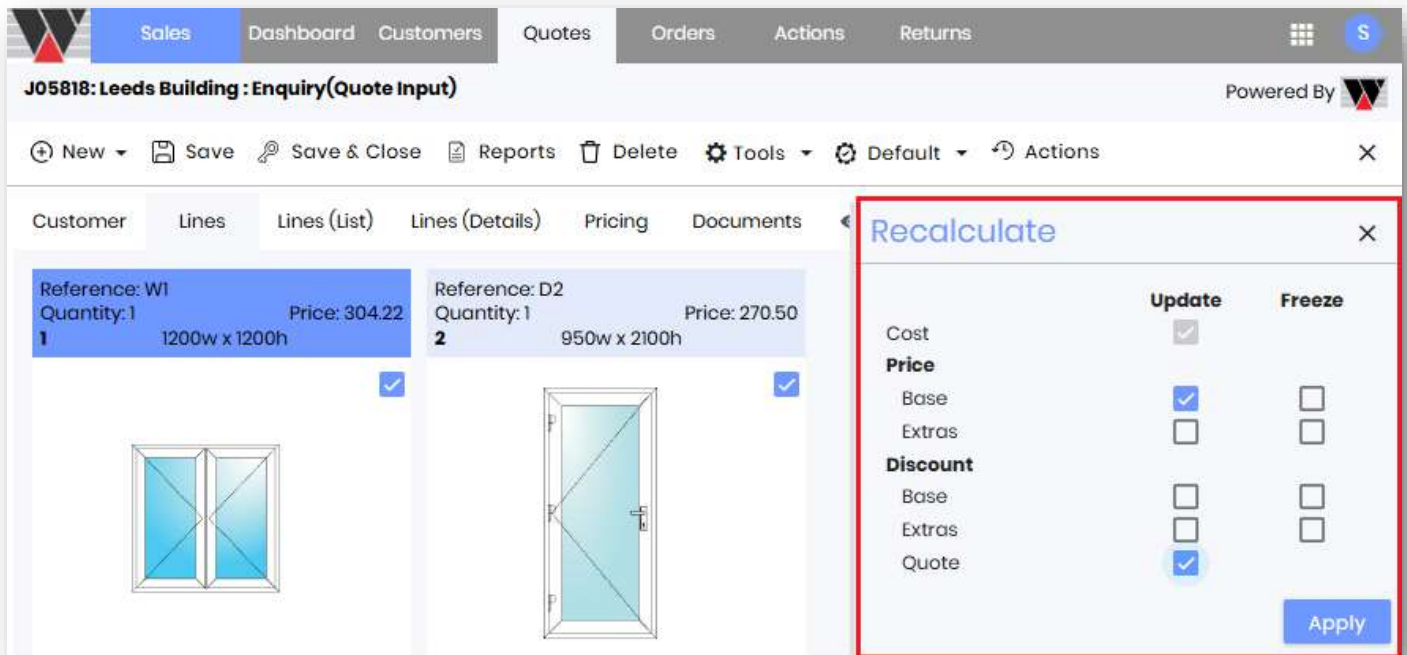 Sales Dashboard Customers Quotes Orders Actions Returns S
J05818: Leeds Building : Enquiry(Quote Input)
Powered By
New Save Save & Close Reports Delete Tools Default Actions
Customer Lines Lines (List) Lines (Details) Pricing Documents
Reference: W1
Quantity: 1 Price: 304.22
1 1200w x 1200h
Reference: D2
Quantity: 1 Price: 270.50
2 950w x 2100h
Recalculate
Update Freeze
Cost
Price
Base
Extras
Discount
Base
Extras
Quote
Apply